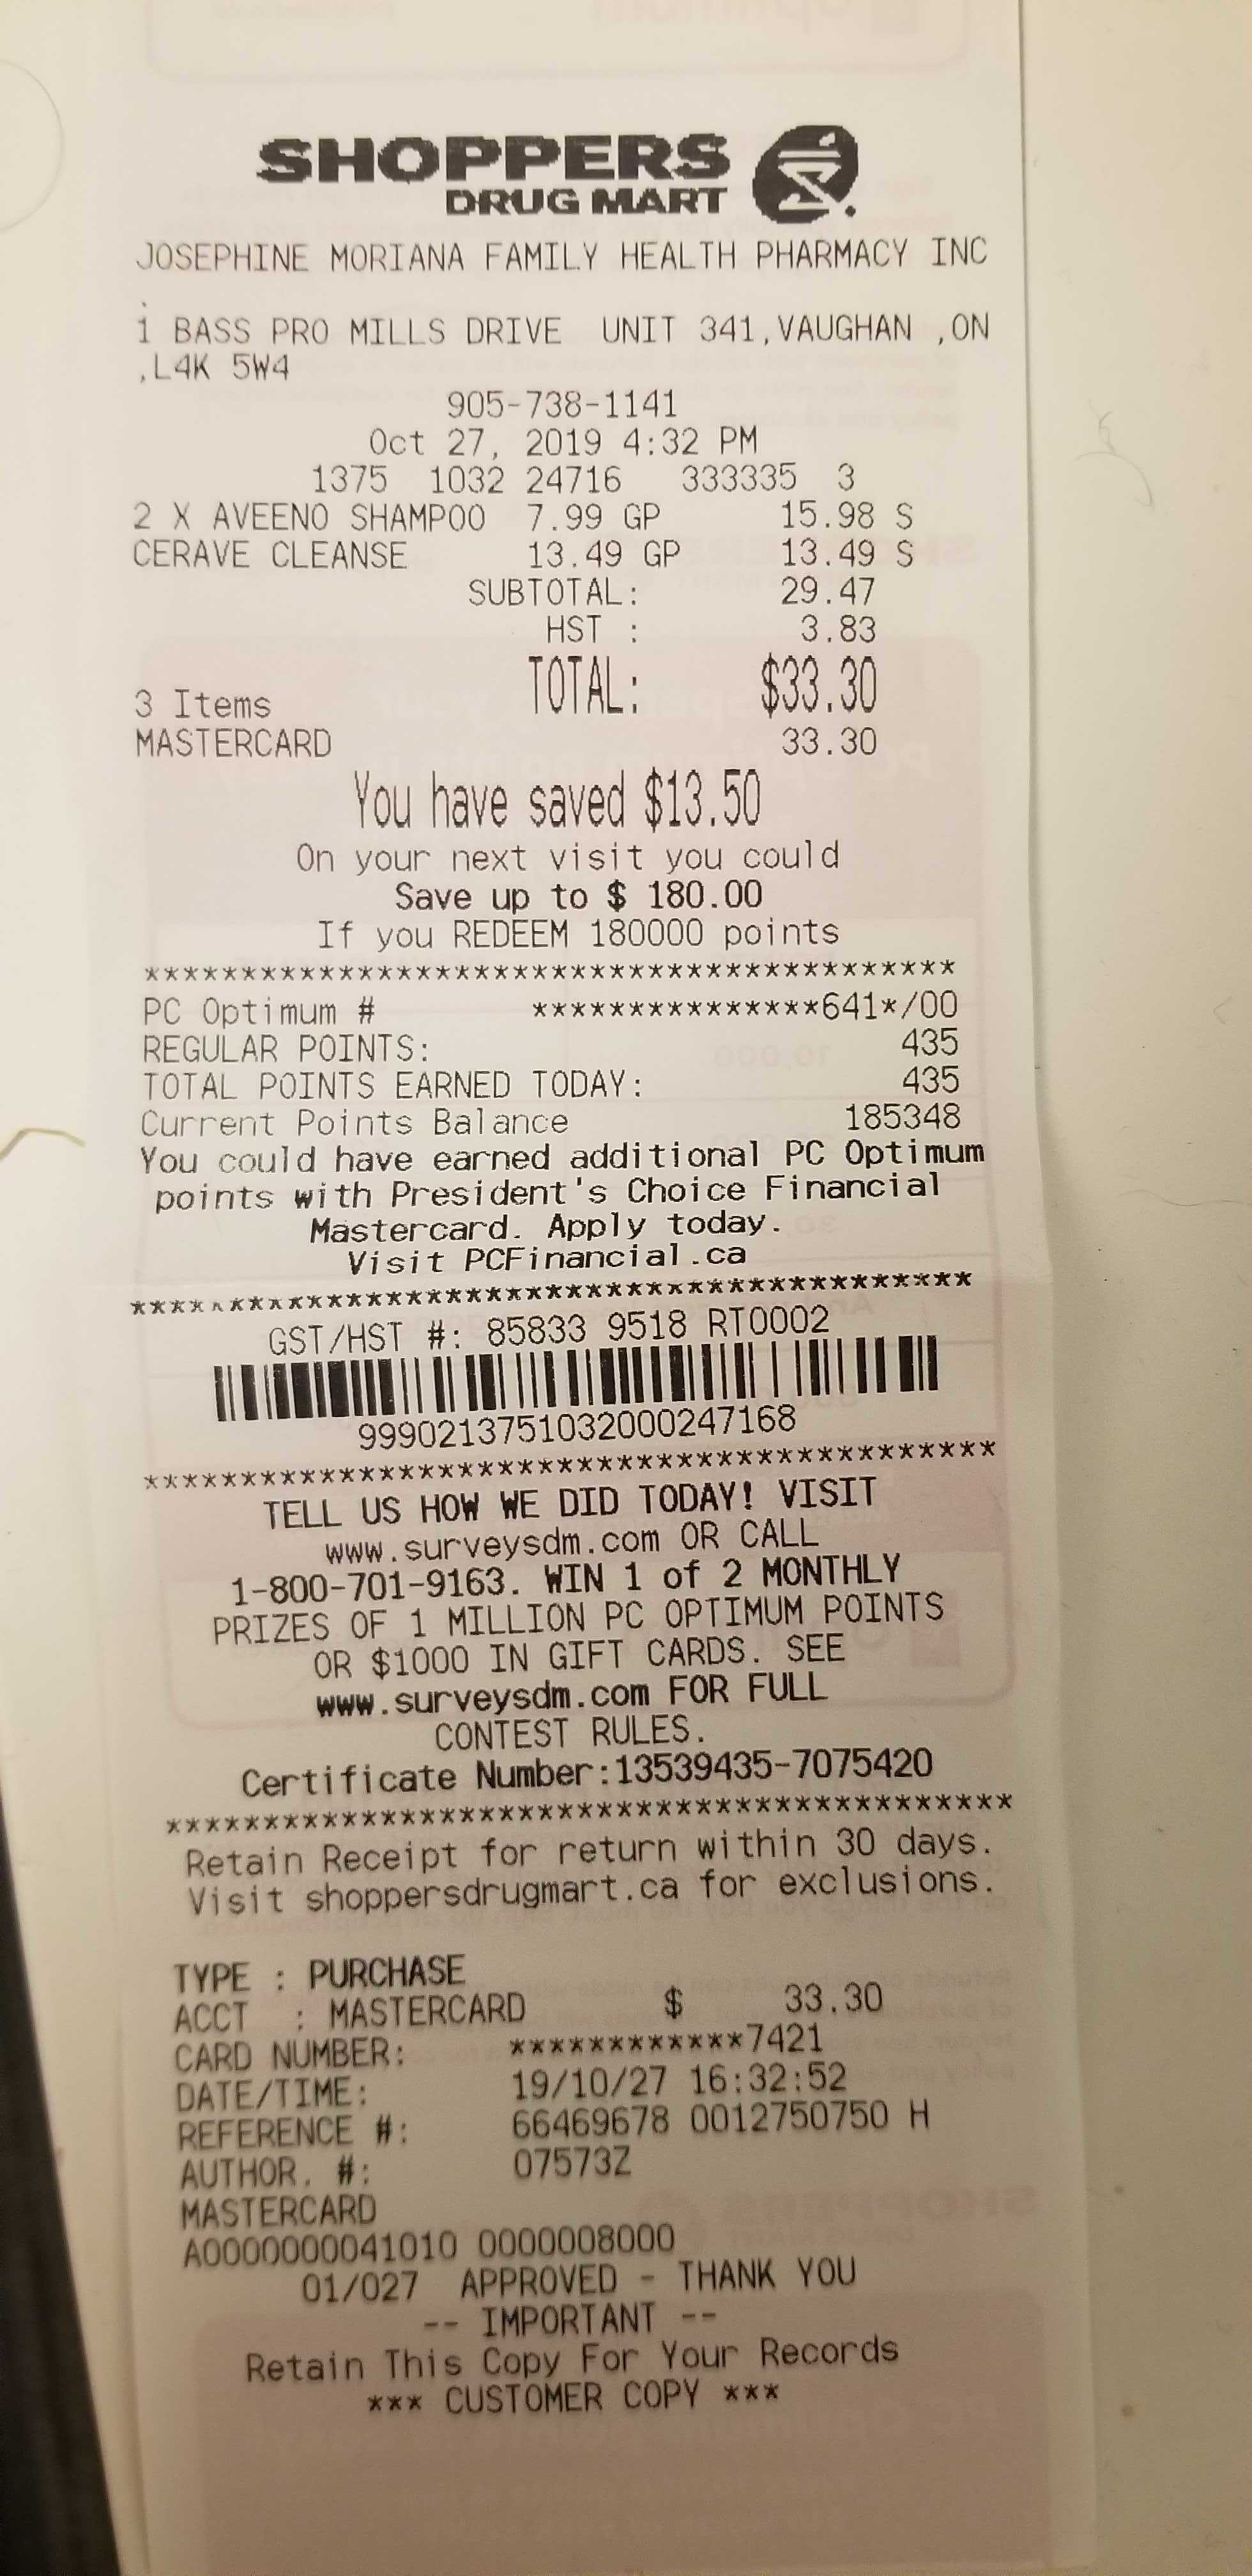 SHOPPERS
DRUG MART
JOSEPHINE MORIANA FAMILY HEALTH PHARMACY INC
.
1 BASS PRO MILLS DRIVE UNIT 341,VAUGHAN ,ON
,L4K 5W4
905-738-1141
Oct 27, 2019 4:32 PM
1375 1032 24716 333335 3
2 X AVEENO SHAMPOO 7.99 GP 15.98 S
CERAVE CLEANSE 13.49 GP 13.49 S
SUBTOTAL: 29.47
HST : 3.83
TOTAL: $33.30
3 Items
MASTERCARD 33.30
You have saved $13.50
On your next visit you could
Save up to $ 180.00
If you REDEEM 180000 points
******************************************
PC Optimum # ***************641*/00
REGULAR POINTS: 435
TOTAL POINTS EARNED TODAY: 435
Current Points Balance 185348
You could have earned additional PC Optimum
points with President's Choice Financial
Mastercard. Apply today.
Visit PCFinancial.ca
******************************************
GST/HST #: 85833 9518 RT0002
99902137510320002​47168
******************************************
TELL US HOW WE DID TODAY! VISIT
www.surveysdm.com OR CALL
1-800-701-9163. WIN 1 of 2 MONTHLY
PRIZES OF 1 MILLION PC OPTIMUM POINTS
OR $1000 IN GIFT CARDS. SEE
www.surveysdm.com FOR FULL
CONTEST RULES.
Certificate Number:13539435-7075420
******************************************
Retain Receipt for return within 30 days.
Visit shoppersdrugmart.ca for exclusions.
TYPE : PURCHASE
ACCT : MASTERCARD $ 33.30
CARD NUMBER: ************7421
DATE/TIME: 19/10/27 16:32:52
REFERENCE #: 66469678 0012750750 H
AUTHOR. #: 07573Z
MASTERCARD
A0000000041010 0000008000
01/027 APPROVED - THANK YOU
-- IMPORTANT --
Retain This Copy For Your Records
*** CUSTOMER COPY ***